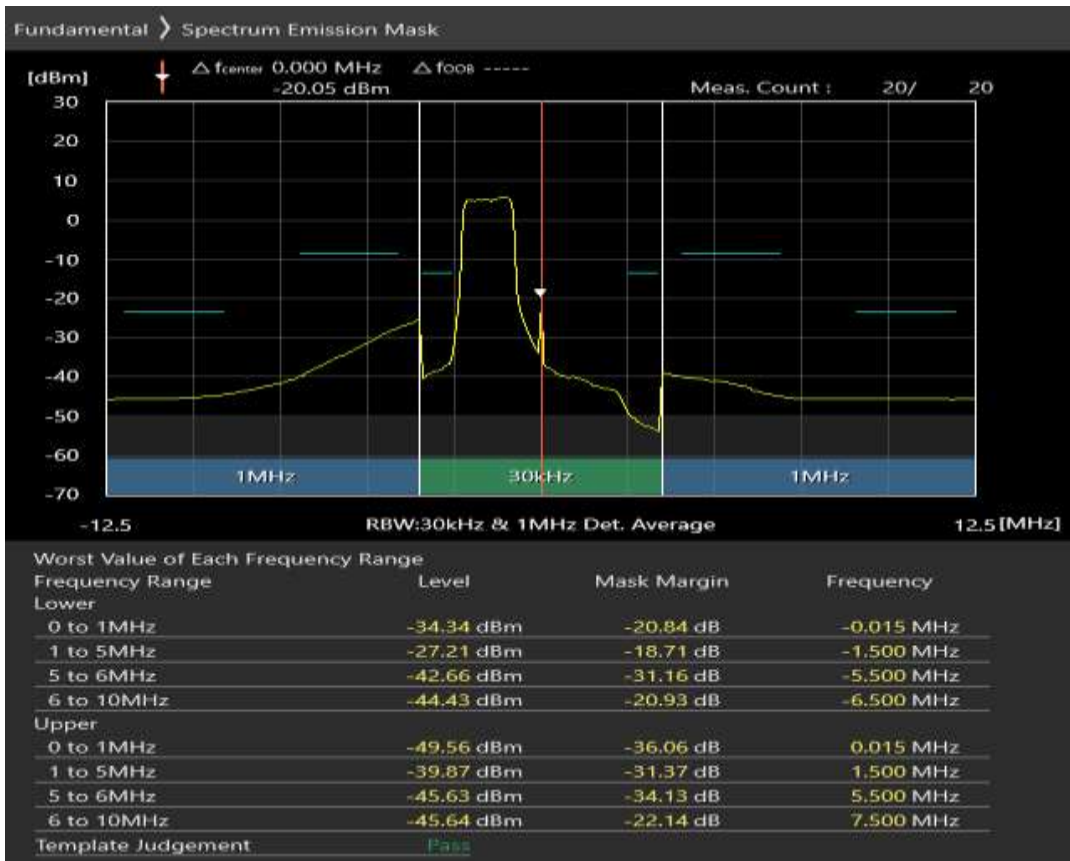 Fundamental ❯ Spectrum Emission Mask
[dBm] △ fcenter 0.000 MHz △ fOOB -----
-20.05 dBm Meas. Count : 20/ 20
30
20
10
0
-10
-20
-30
-40
-50
-60
-70
1MHz 30kHz 1MHz
-12.5 RBW:30kHz & 1MHz Det. Average 12.5 [MHz]
Worst Value of Each Frequency Range
Frequency Range Level Mask Margin Frequency
Lower
0 to 1MHz -34.34 dBm -20.84 dB -0.015 MHz
1 to 5MHz -27.21 dBm -18.71 dB -1.500 MHz
5 to 6MHz -42.66 dBm -31.16 dB -5.500 MHz
6 to 10MHz -44.43 dBm -20.93 dB -6.500 MHz
Upper
0 to 1MHz -49.56 dBm -36.06 dB 0.015 MHz
1 to 5MHz -39.87 dBm -31.37 dB 1.500 MHz
5 to 6MHz -45.63 dBm -34.13 dB 5.500 MHz
6 to 10MHz -45.64 dBm -22.14 dB 7.500 MHz
Template Judgement Pass